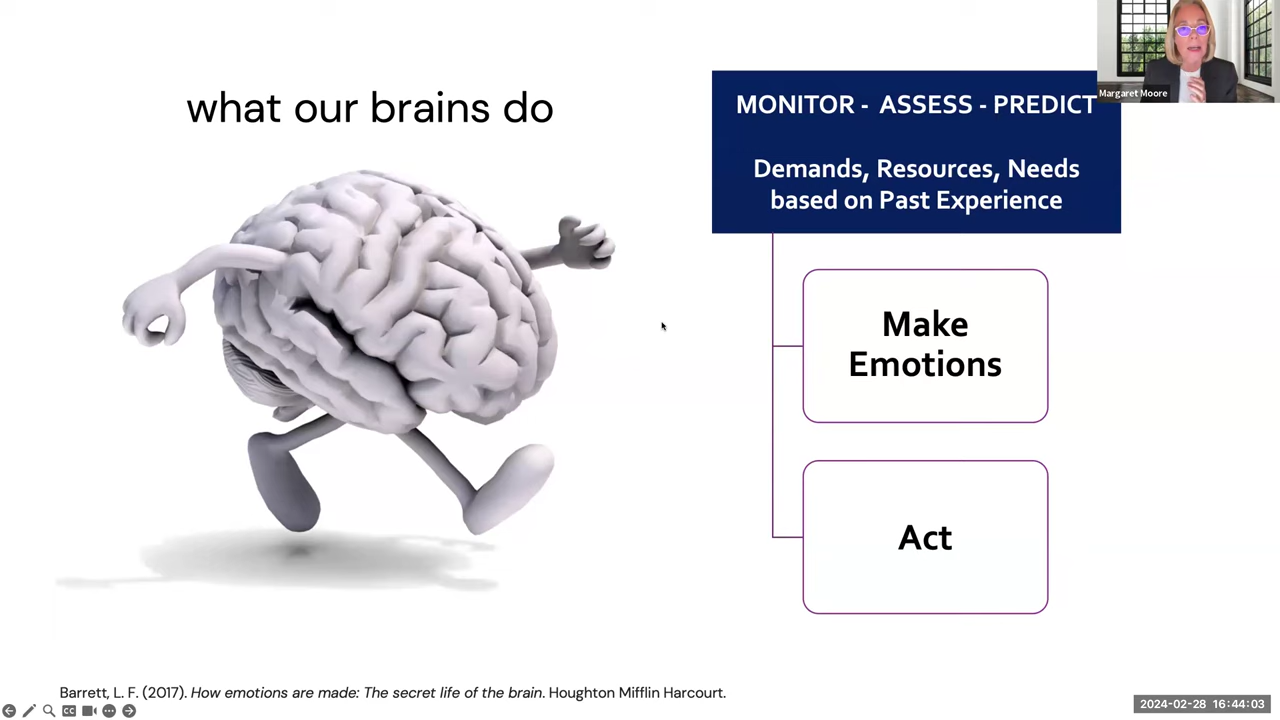 what our brains do
MONITOR - ASSESS - PREDICT
Demands, Resources, Needs
based on Past Experience
Margaret Moore
Make
Emotions
Act
Barrett, L. F. (2017). How emotions are made: The secret life of the brain. Houghton Mifflin Harcourt.
CC
2024-02-28 16:44:03